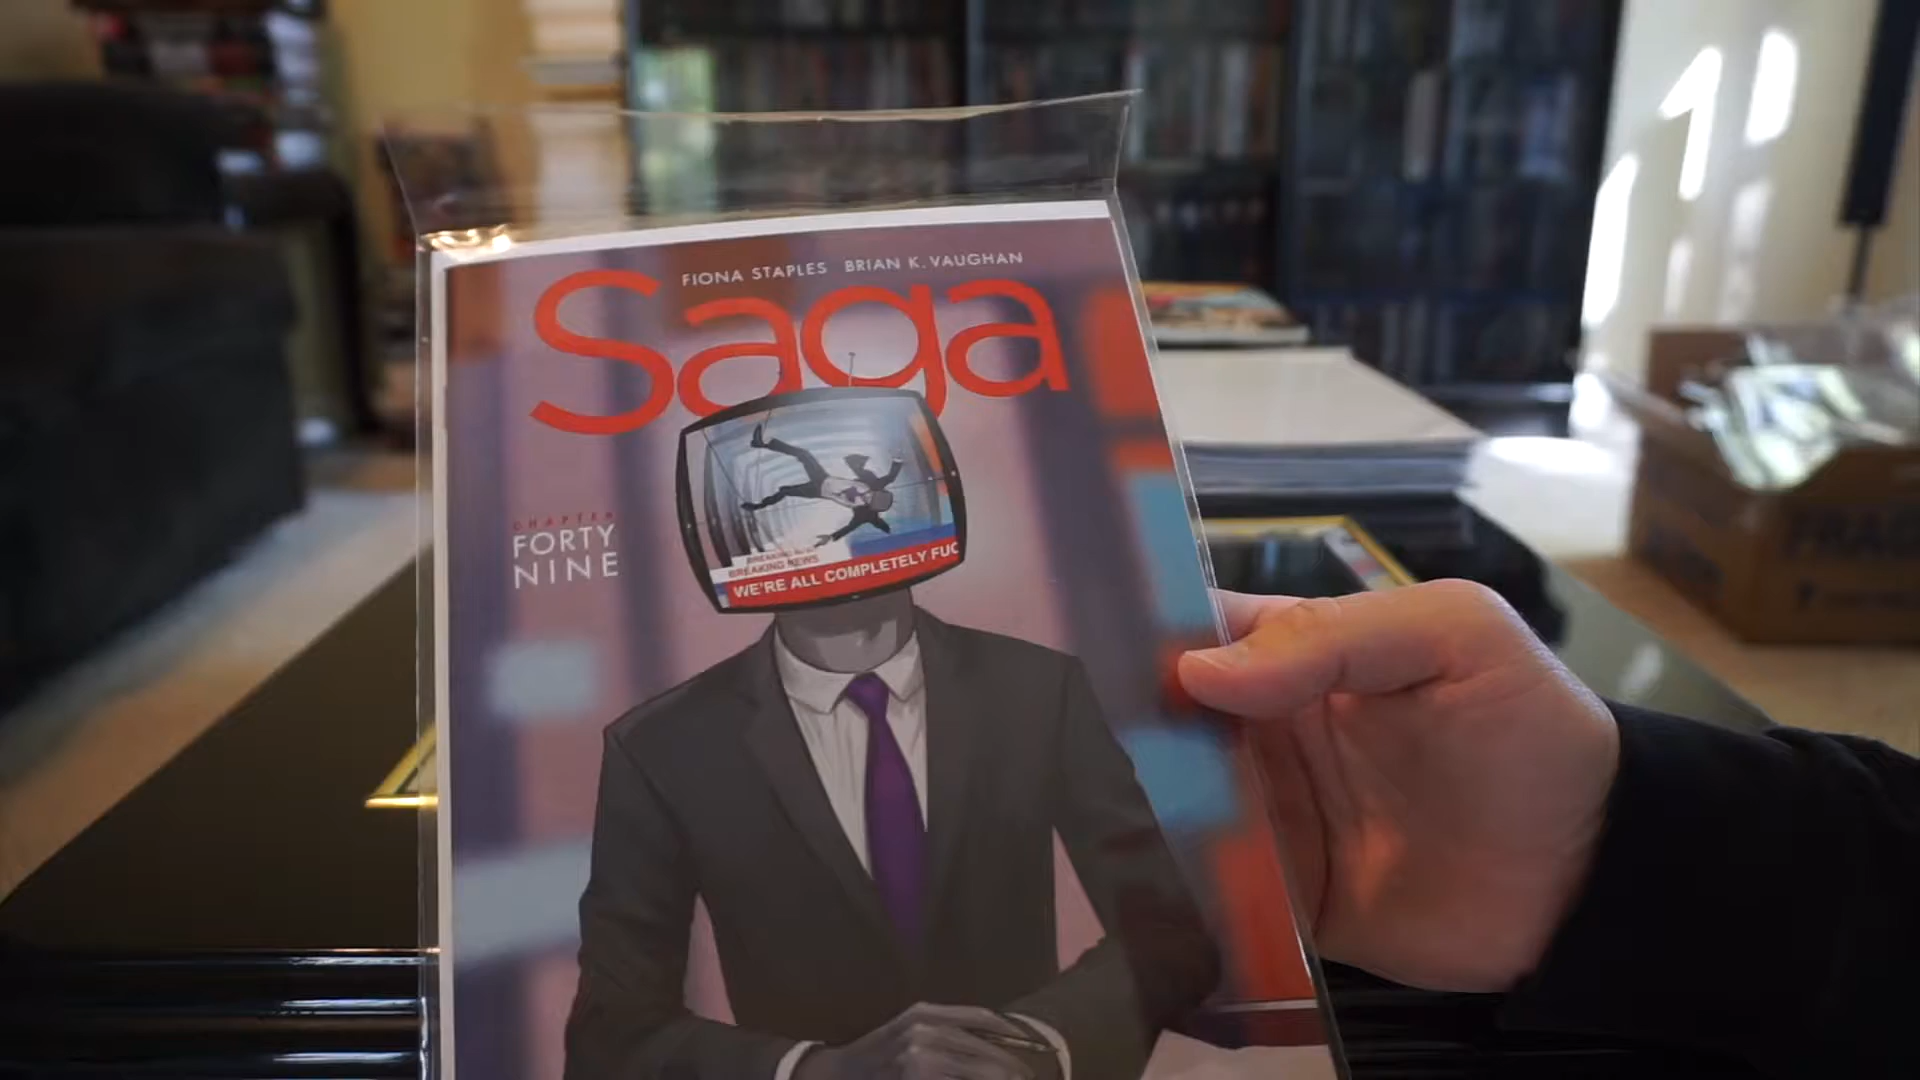 FIONA STAPLES BRIAN K. VAUGHAN
Saga
CHAPTER
FORTY
NINE
BREAKING NEWS
BREAKING NEWS
WE'RE ALL COMPLETELY FUC